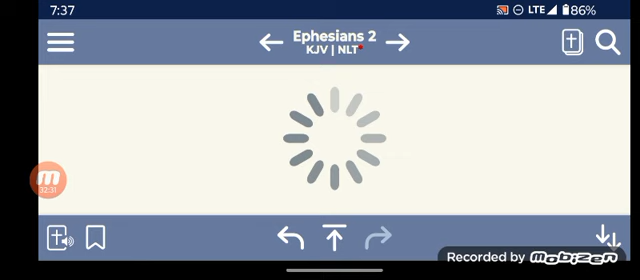 7:37
LTE 86%
Ephesians 2
KJV | NLT
32:31
Recorded by Mobizen